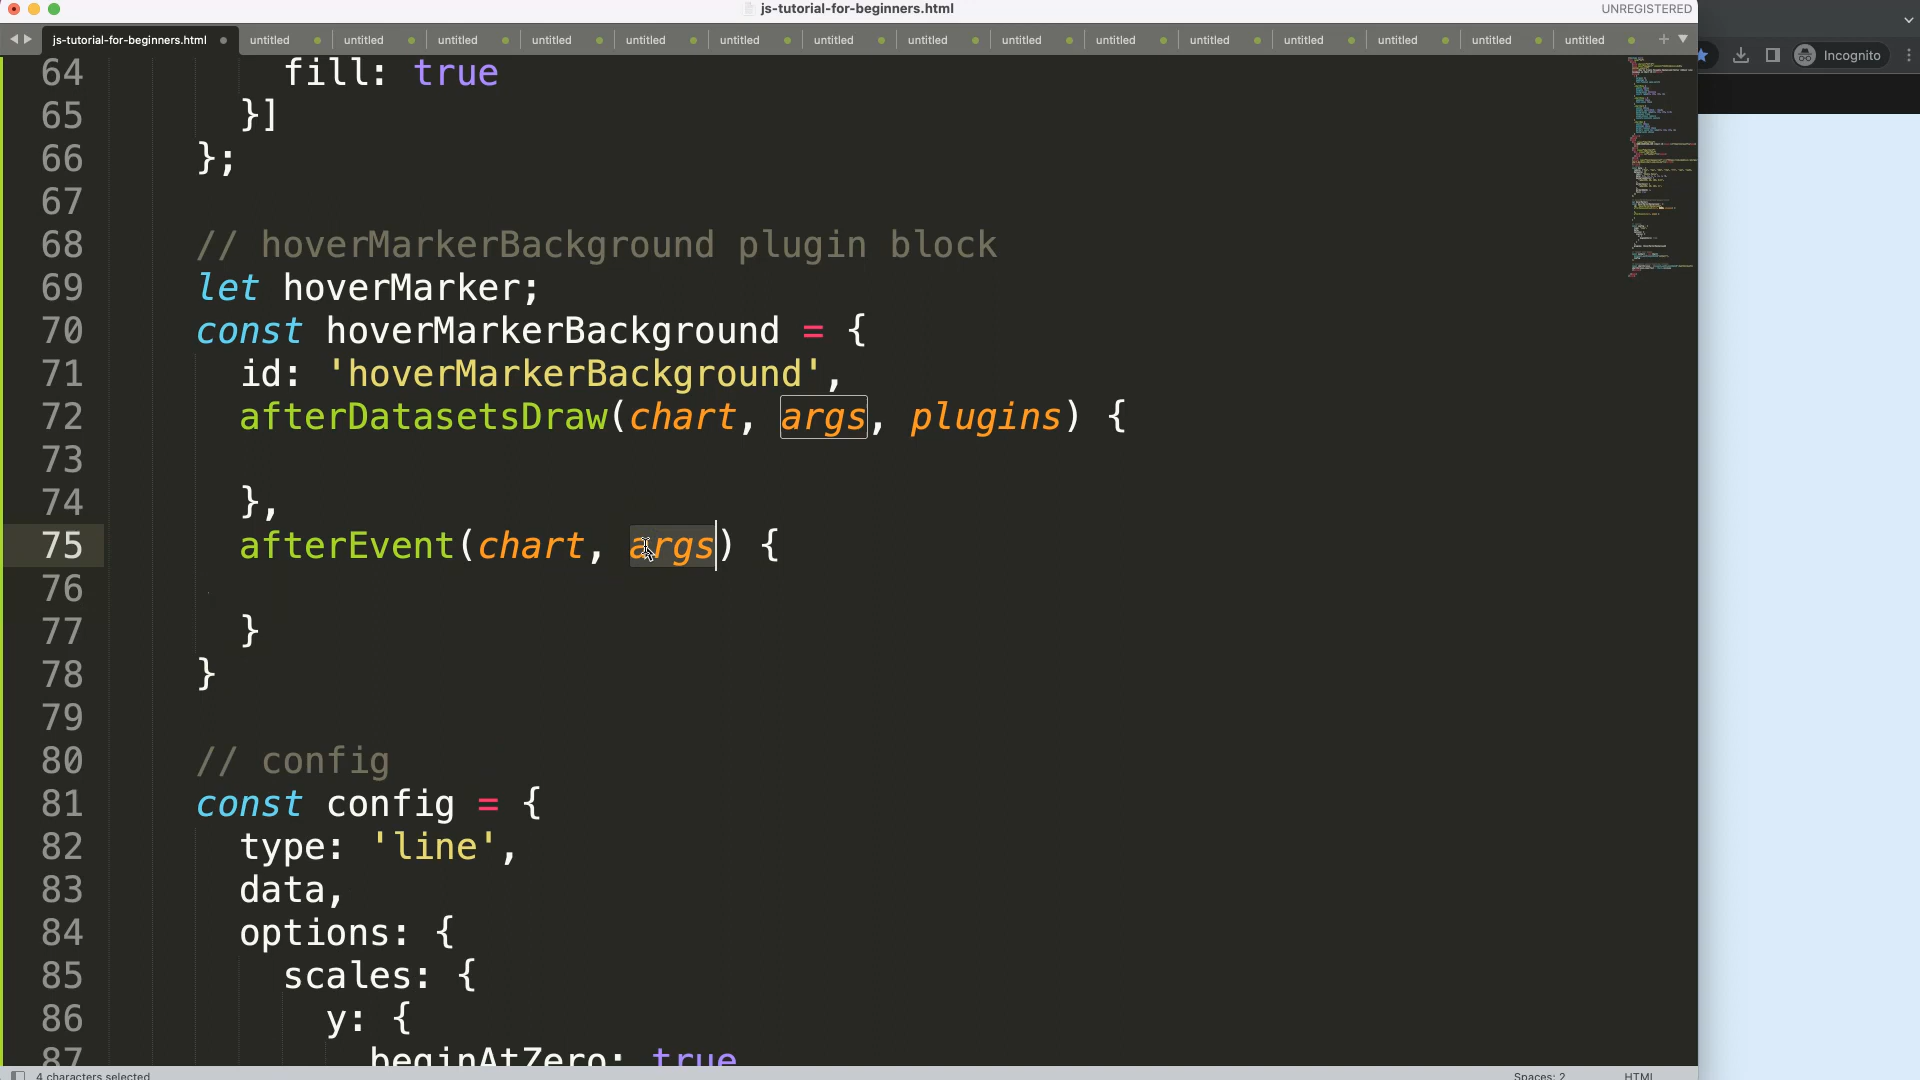 js-tutorial-for-beginners.html
UNREGISTERED
js-tutorial-for-beginners.html untitled untitled untitled untitled untitled untitled untitled untitled untitled untitled untitled untitled untitled untitled untitled
Incognito
64 fill: true
65 }]
66 };
67
68 // hoverMarkerBackground plugin block
69 let hoverMarker;
70 const hoverMarkerBackground = {
71 id: 'hoverMarkerBackground',
72 afterDatasetsDraw(chart, args, plugins) {
73
74 },
75 afterEvent(chart, args) {
76
77 }
78 }
79
80 // config
81 const config = {
82 type: 'line',
83 data,
84 options: {
85 scales: {
86 y: {
87 beginAtZero: true
4 characters selected
Spaces: 2
HTML